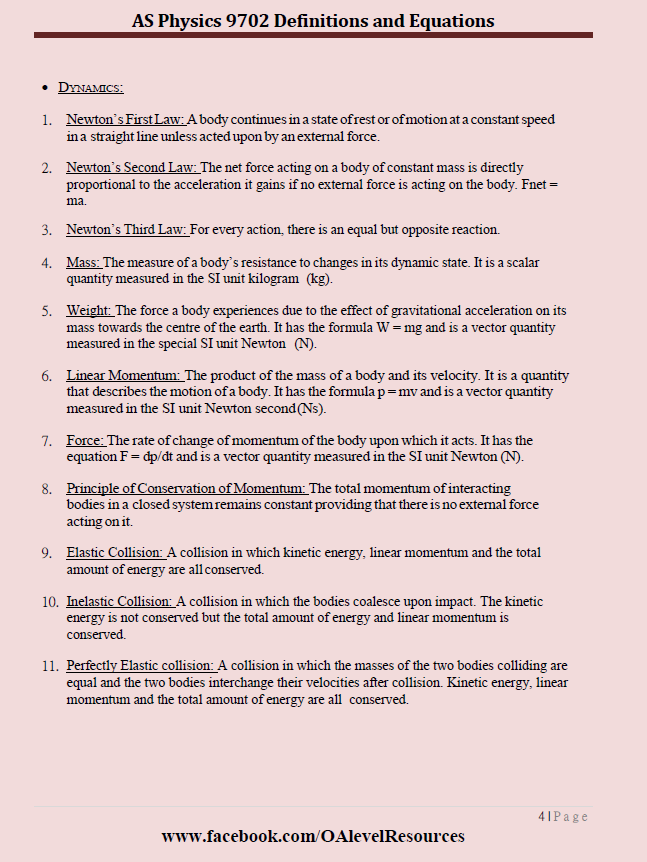 AS Physics 9702 Definitions and Equations
• DYNAMICS:
1. Newton's First Law: A body continues in a state of rest or of motion at a constant speed
in a straight line unless acted upon by an external force.
2. Newton's Second Law: The net force acting on a body of constant mass is directly
proportional to the acceleration it gains if no external force is acting on the body. Fnet =
ma.
3. Newton's Third Law: For every action, there is an equal but opposite reaction.
4. Mass: The measure of a body's resistance to changes in its dynamic state. It is a scalar
quantity measured in the SI unit kilogram (kg).
5. Weight: The force a body experiences due to the effect of gravitational acceleration on its
mass towards the centre of the earth. It has the formula W = mg and is a vector quantity
measured in the special SI unit Newton (N).
6. Linear Momentum: The product of the mass of a body and its velocity. It is a quantity
that describes the motion of a body. It has the formula p = mv and is a vector quantity
measured in the SI unit Newton second (Ns).
7. Force: The rate of change of momentum of the body upon which it acts. It has the
equation F = dp/dt and is a vector quantity measured in the SI unit Newton (N).
8. Principle of Conservation of Momentum: The total momentum of interacting
bodies in a closed system remains constant providing that there is no external force
acting on it.
9. Elastic Collision: A collision in which kinetic energy, linear momentum and the total
amount of energy are all conserved.
10. Inelastic Collision: A collision in which the bodies coalesce upon impact. The kinetic
energy is not conserved but the total amount of energy and linear momentum is
conserved.
11. Perfectly Elastic collision: A collision in which the masses of the two bodies colliding are
equal and the two bodies interchange their velocities after collision. Kinetic energy, linear
momentum and the total amount of energy are all conserved.
4 | Page
www.facebook.com/OAlevelResources